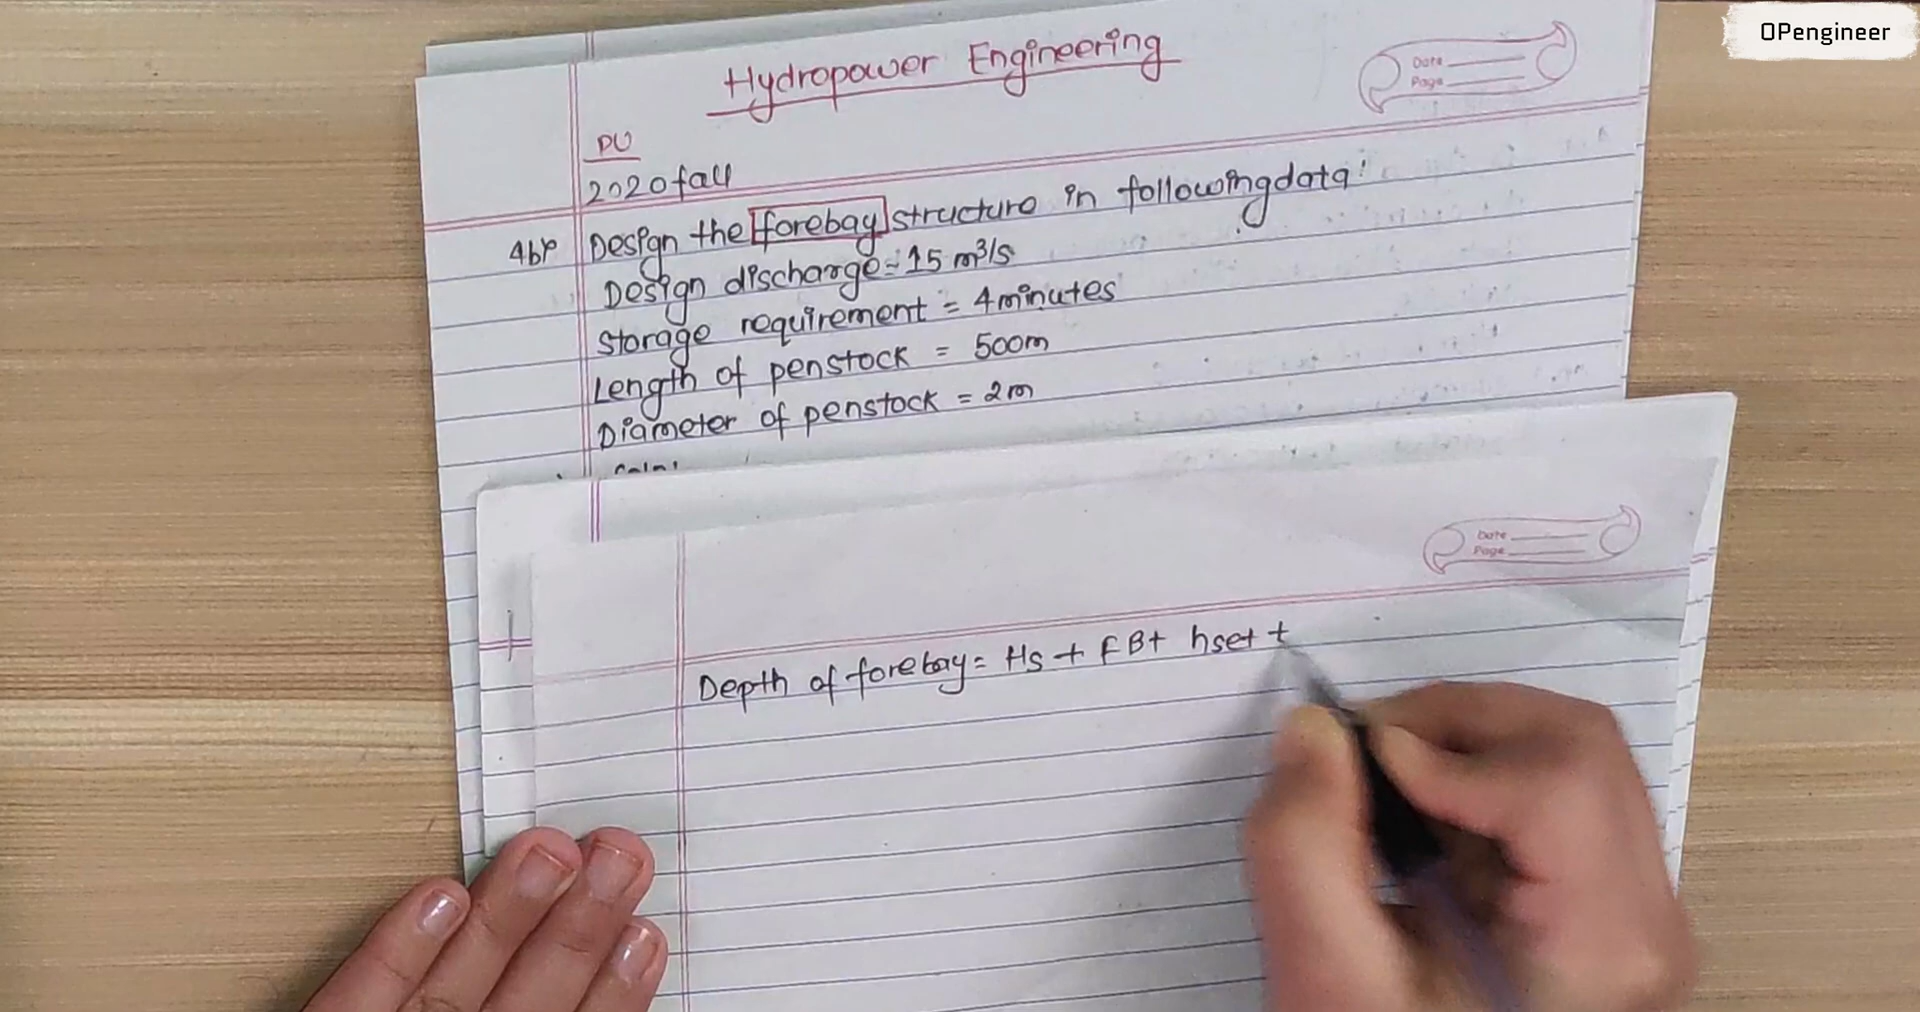 OPengineer
Hydropower Engineering
Date
Page
PU
2020 fall
4b) Design the forebay structure in following data:
Design discharge = 15 m³/s
Storage requirement = 4 minutes
Length of penstock = 500m
Diameter of penstock = 2m
Date
Page
Depth of forebay = Hs + FB + hset +